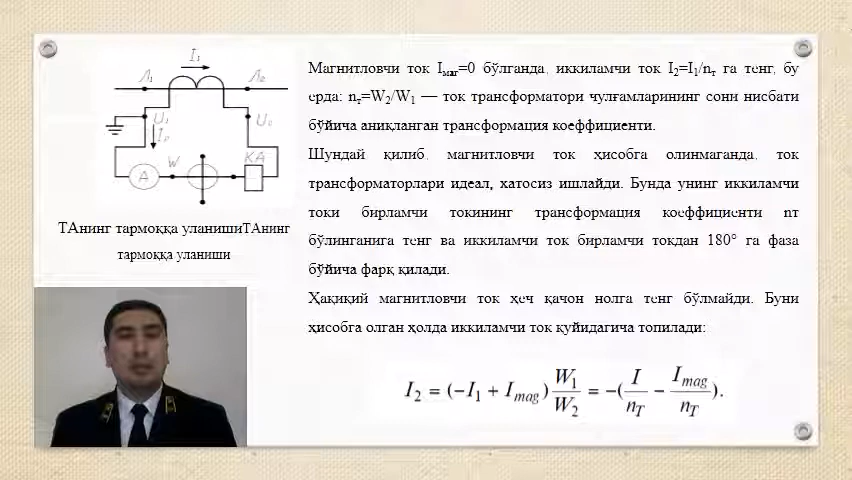 I₁
Л₁ Л₂
U₁ U₂
I₂
W KA
A
ТАнинг тармоққа уланишиТАнинг
тармоққа уланиши
Магнитловчи ток Iмаг=0 бўлганда, иккиламчи ток I₂=I₁/nт га тенг, бу
ерда: nт=W₂/W₁ — ток трансформатори чулғамларининг сони нисбати
бўйича аниқланган трансформация коеффициенти.
Шундай қилиб, магнитловчи ток ҳисобга олинмаганда, ток
трансформаторлари идеал, хатосиз ишлайди. Бунда унинг иккиламчи
токи бирламчи токининг трансформация коеффициенти nт
бўлинганига тенг ва иккиламчи ток бирламчи токдан 180° га фаза
бўйича фарқ қилади.
Ҳақиқий магнитловчи ток ҳеч қачон нолга тенг бўлмайди. Буни
ҳисобга олган ҳолда иккиламчи ток қуйидагича топилади:
I₂ = (−I₁ + Imag) W₁/W₂ = −(I/nT − Imag/nT).